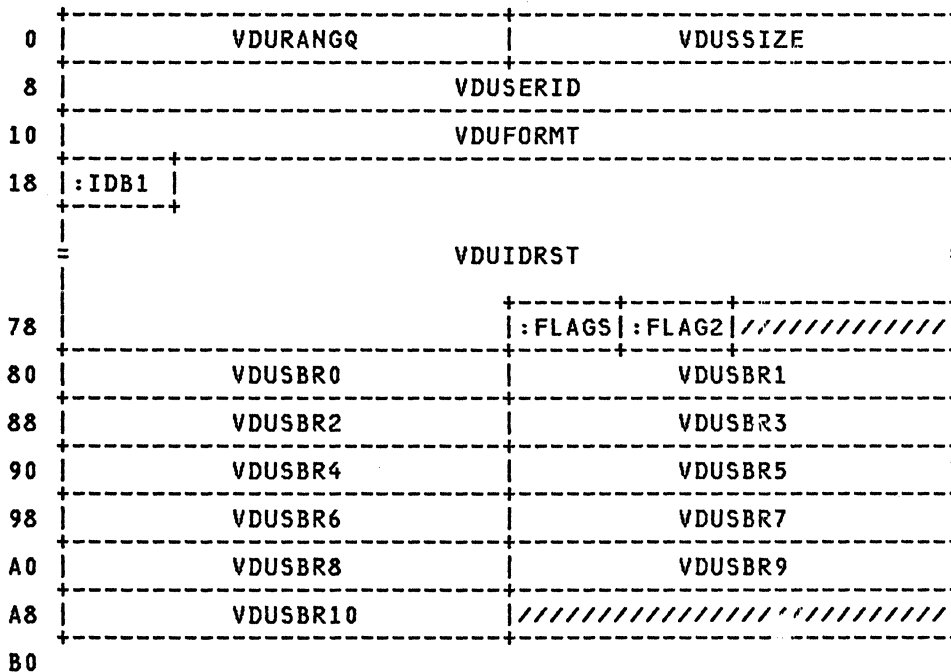 0 | VDURANGQ | VDUSSIZE
8 | VDUSERID
10 | VDUFORMT
18 |:IDB1 |
= VDUIDRST =
78 | |:FLAGS|:FLAG2|/////////////
80 | VDUSBR0 | VDUSBR1
88 | VDUSBR2 | VDUSBR3
90 | VDUSBR4 | VDUSBR5
98 | VDUSBR6 | VDUSBR7
A0 | VDUSBR8 | VDUSBR9
A8 | VDUSBR10 |///////////////////////////
B0